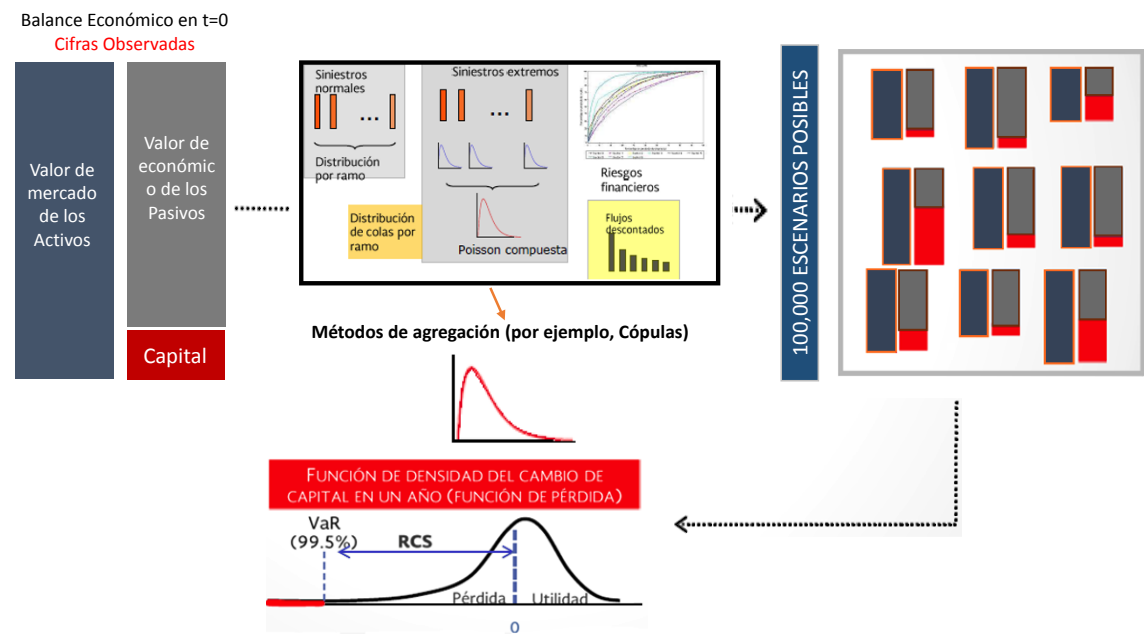 Balance Económico en t=0
Cifras Observadas
Valor de
mercado
de los
Activos
Valor de
económic
o de los
Pasivos
Capital
Siniestros
normales
...
Distribución
por ramo
Siniestros extremos
...
Distribución
de colas por
ramo
Poisson compuesta
Riesgos
financieros
Flujos
descontados
100,000 ESCENARIOS POSIBLES
Métodos de agregación (por ejemplo, Cópulas)
FUNCIÓN DE DENSIDAD DEL CAMBIO DE
CAPITAL EN UN AÑO (FUNCIÓN DE PÉRDIDA)
VaR
(99.5%)
RCS
Pérdida
Utilidad
0